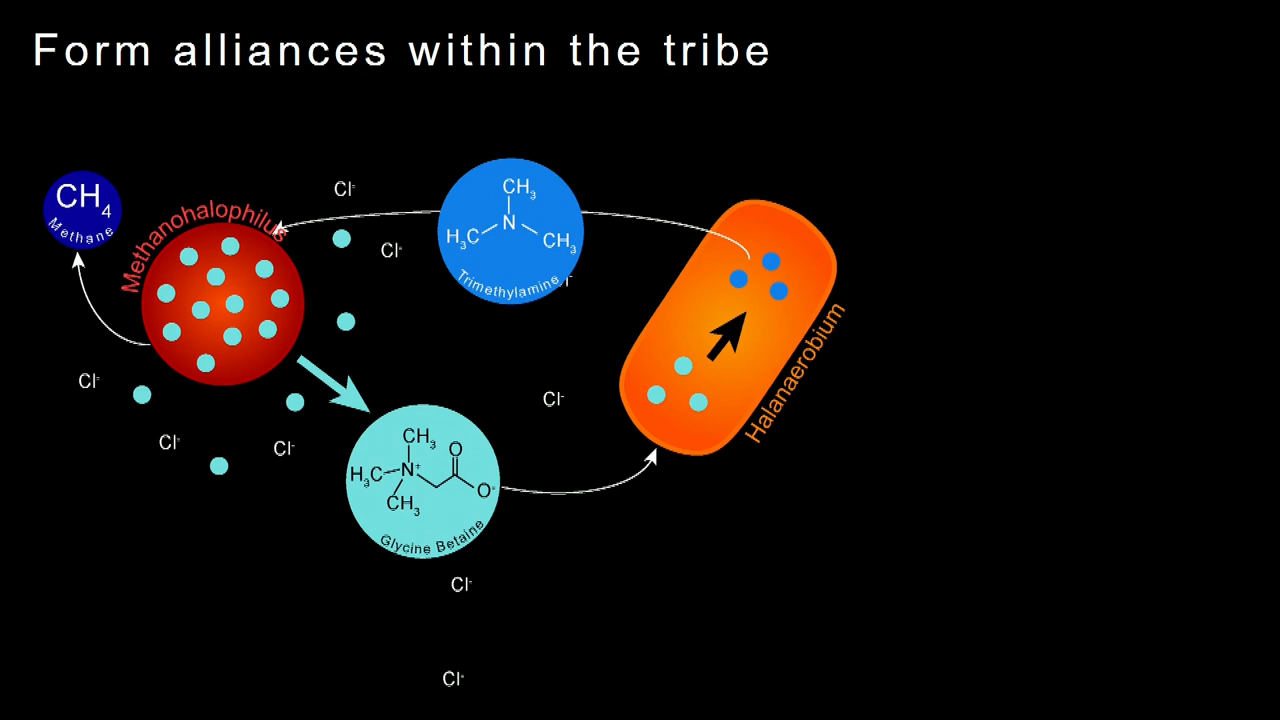 Form alliances within the tribe
CH4
Methane
Methanohalophilus
Cl-
Cl-
CH3
N
H3C
CH3
Trimethylamine
Halanaerobium
Cl-
Cl-
Cl-
Cl-
CH3
H3C
N+
CH3
O
O-
Glycine Betaine
Cl-
Cl-